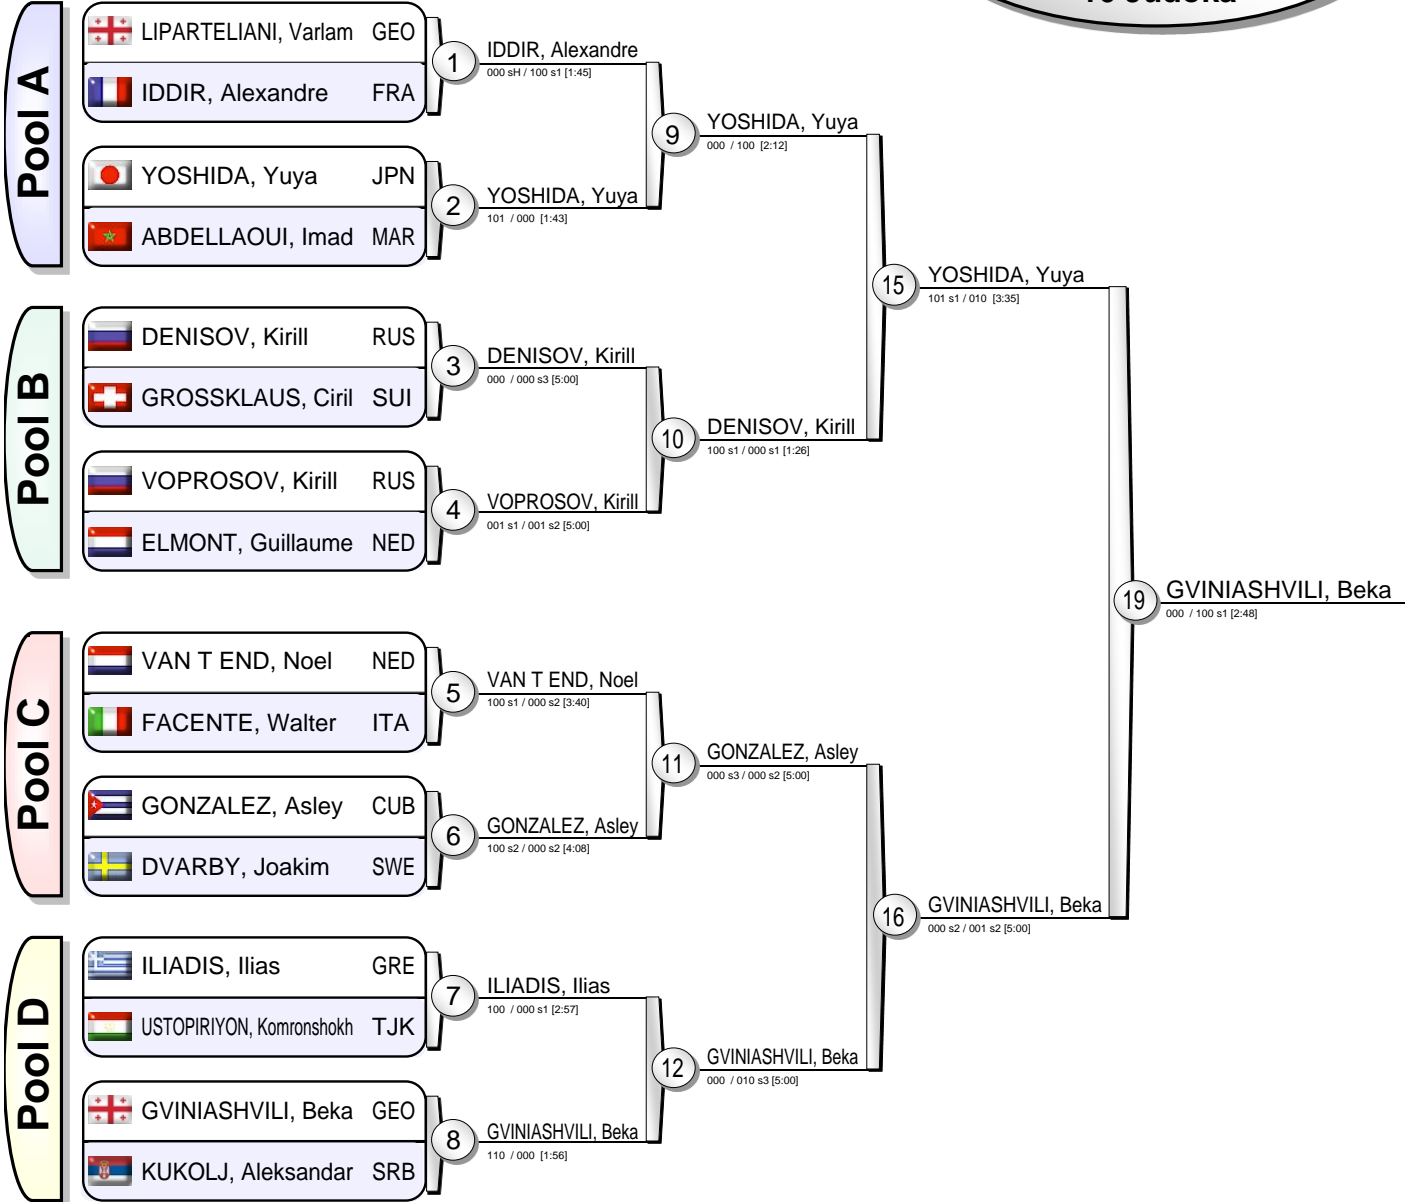 Pool A
LIPARTELIANI, Varlam GEO
IDDIR, Alexandre FRA
YOSHIDA, Yuya JPN
ABDELLAOUI, Imad MAR
Pool B
DENISOV, Kirill RUS
GROSSKLAUS, Ciril SUI
VOPROSOV, Kirill RUS
ELMONT, Guillaume NED
Pool C
VAN T END, Noel NED
FACENTE, Walter ITA
GONZALEZ, Asley CUB
DVARBY, Joakim SWE
Pool D
ILIADIS, Ilias GRE
USTOPIRIYON, Komronshokh TJK
GVINIASHVILI, Beka GEO
KUKOLJ, Aleksandar SRB
1
IDDIR, Alexandre
000 sH / 100 s1 [1:45]
2
YOSHIDA, Yuya
101 / 000 [1:43]
3
DENISOV, Kirill
000 / 000 s3 [5:00]
4
VOPROSOV, Kirill
001 s1 / 001 s2 [5:00]
5
VAN T END, Noel
100 s1 / 000 s2 [3:40]
6
GONZALEZ, Asley
100 s2 / 000 s2 [4:08]
7
ILIADIS, Ilias
100 / 000 s1 [2:57]
8
GVINIASHVILI, Beka
110 / 000 [1:56]
9
YOSHIDA, Yuya
000 / 100 [2:12]
10
DENISOV, Kirill
100 s1 / 000 s1 [1:26]
11
GONZALEZ, Asley
000 s3 / 000 s2 [5:00]
12
GVINIASHVILI, Beka
000 / 010 s3 [5:00]
15
YOSHIDA, Yuya
101 s1 / 010 [3:35]
16
GVINIASHVILI, Beka
000 s2 / 001 s2 [5:00]
19
GVINIASHVILI, Beka
000 / 100 s1 [2:48]